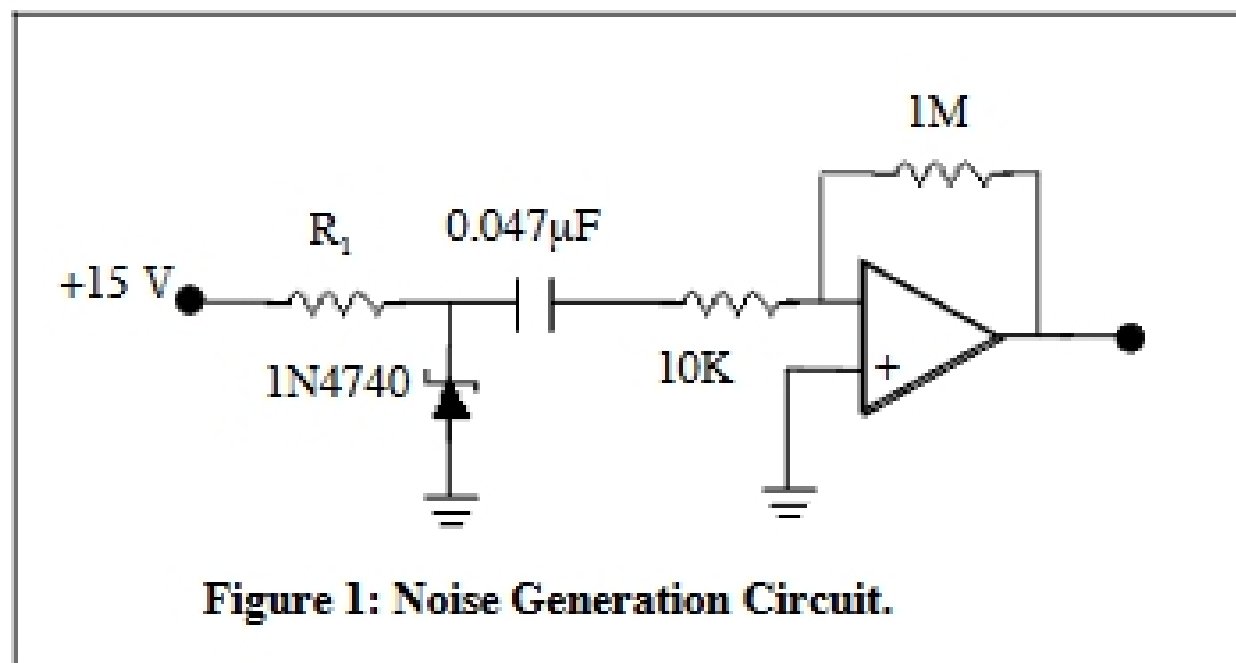 1M
R₁
0.047μF
+15 V
1N4740
10K
+
Figure 1: Noise Generation Circuit.